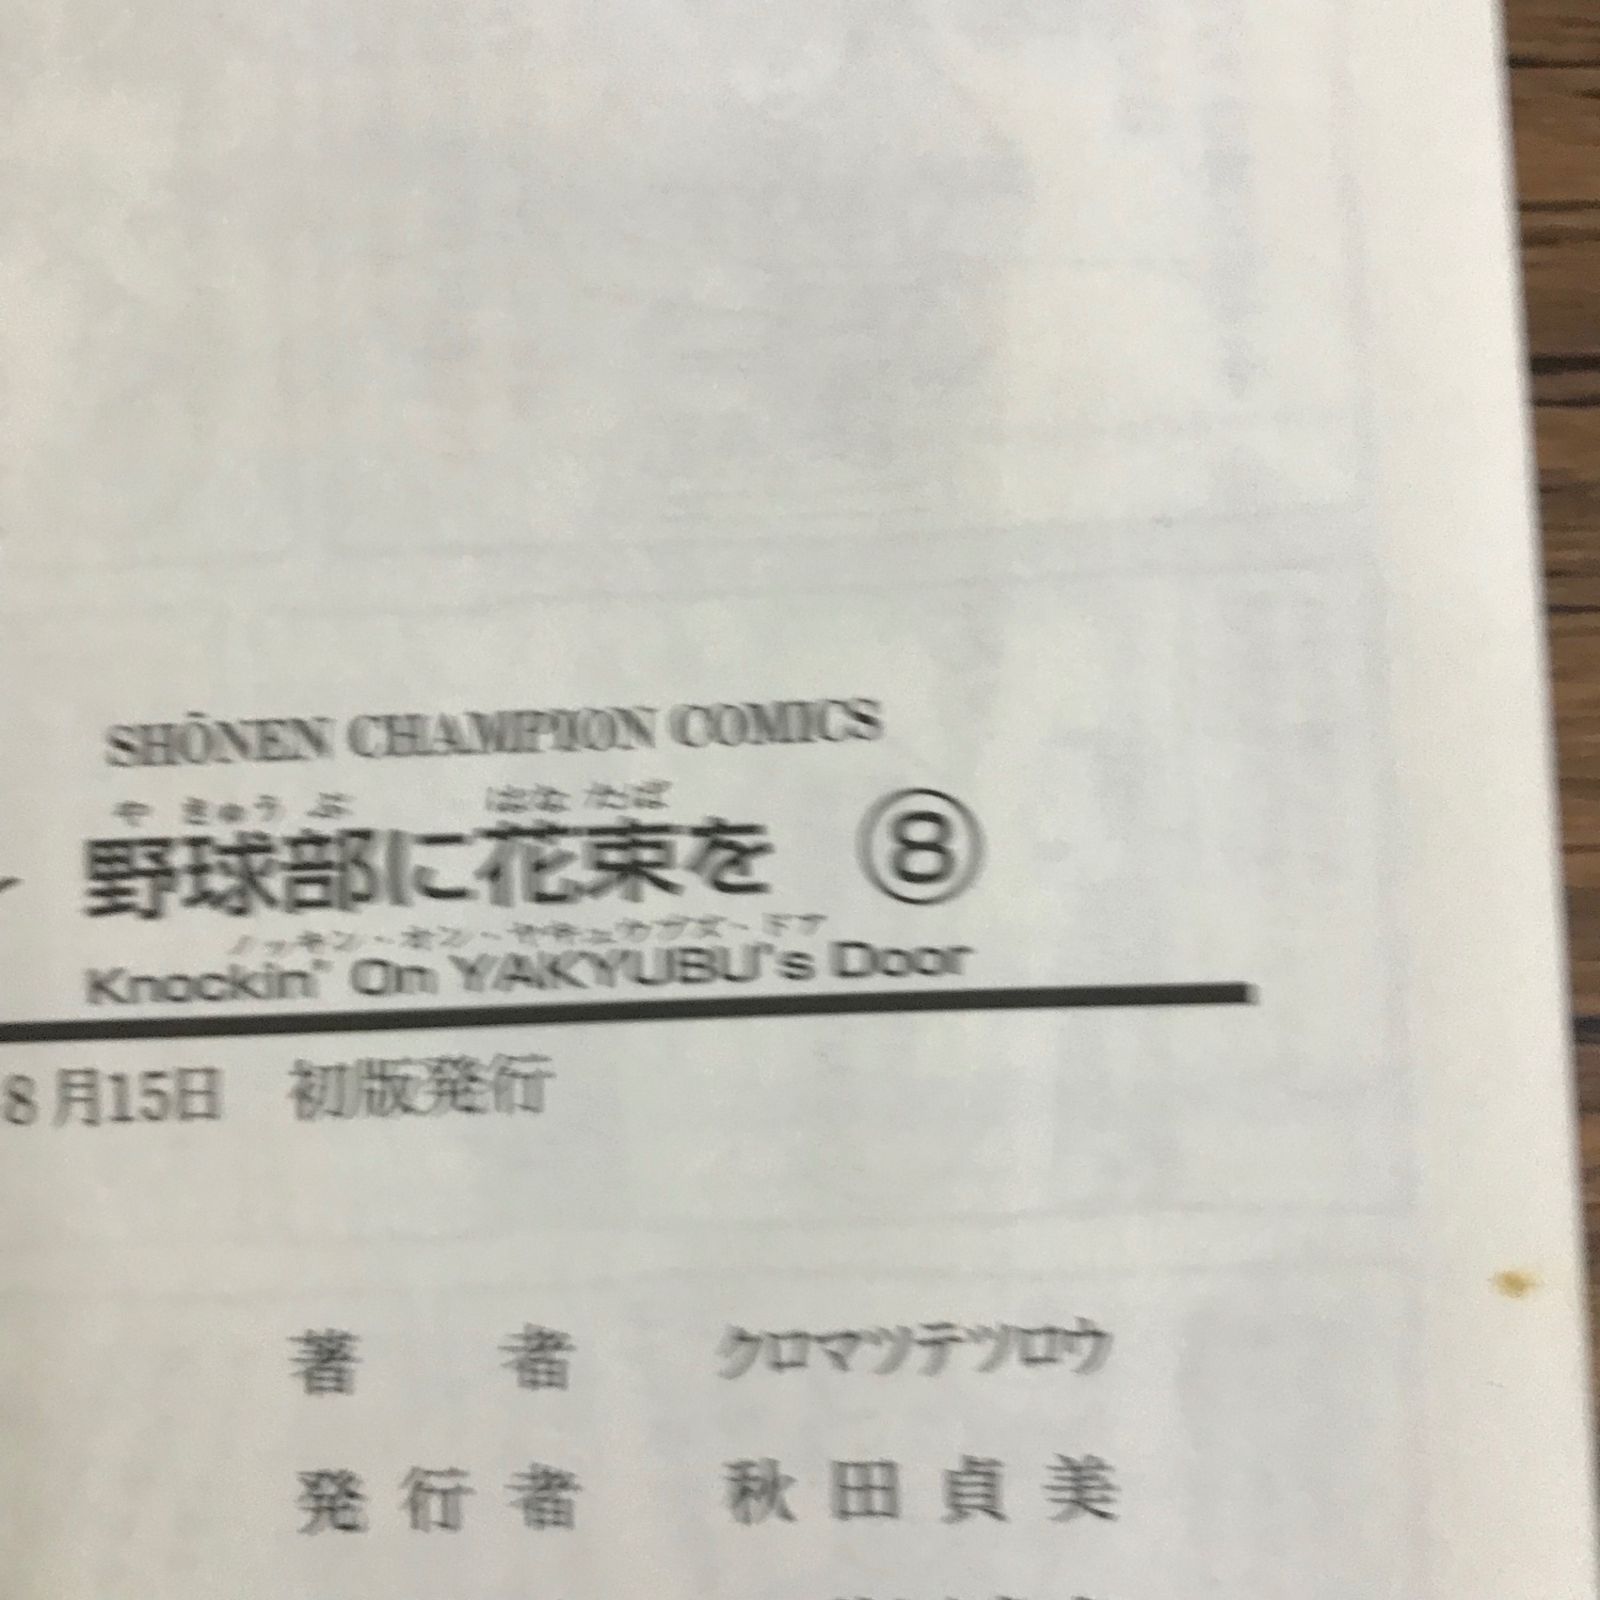 SHŌNEN CHAMPION COMICS
や きゅう ぶ はな たば
野球部に花束を ⑧
ノッキン・オン・ヤキュウブズ・ドア
Knockin' On YAKYUBU's Door
8月15日 初版発行
著者 クロマツテツロウ
発行者 秋田貞美